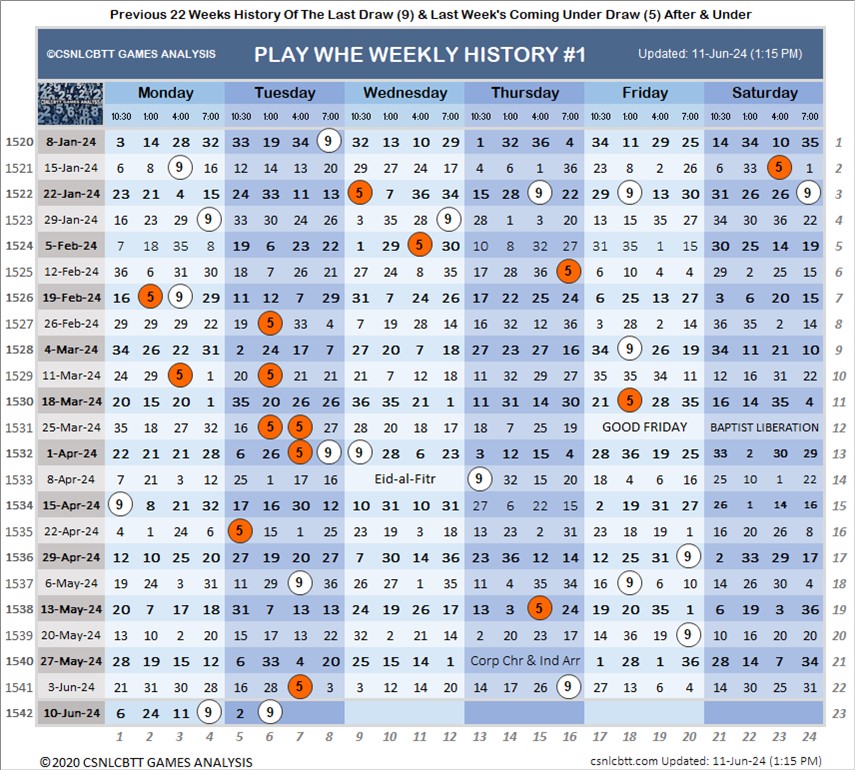 Previous 22 Weeks History Of The Last Draw (9) & Last Week's Coming Under Draw (5) After & Under
©CSNLCBTT GAMES ANALYSIS PLAY WHE WEEKLY HISTORY #1 Updated: 11-Jun-24 (1:15 PM)
Monday Tuesday Wednesday Thursday Friday Saturday
10:30 1:00 4:00 7:00 10:30 1:00 4:00 7:00 10:30 1:00 4:00 7:00 10:30 1:00 4:00 7:00 10:30 1:00 4:00 7:00 10:30 1:00 4:00 7:00
1520 8-Jan-24 3 14 28 32 33 19 34 9 32 13 10 29 1 32 36 4 34 11 29 25 14 34 10 35 1
1521 15-Jan-24 6 8 9 16 12 14 13 20 29 27 24 17 4 6 1 36 23 8 2 26 6 33 5 1 2
1522 22-Jan-24 23 21 4 15 24 33 11 13 5 7 36 34 15 28 9 22 29 9 13 30 31 26 26 9 3
1523 29-Jan-24 16 23 29 9 33 30 24 26 3 35 28 9 28 1 3 20 13 15 35 27 34 30 36 22 4
1524 5-Feb-24 7 18 35 8 19 6 23 22 1 29 5 30 10 8 32 27 31 35 1 15 30 25 14 19 5
1525 12-Feb-24 36 6 31 30 18 7 26 21 27 24 8 35 17 28 36 5 6 10 4 4 29 2 25 15 6
1526 19-Feb-24 16 5 9 29 11 12 7 29 31 7 24 26 17 22 25 24 6 25 13 27 3 6 20 15 7
1527 26-Feb-24 29 29 29 22 19 5 33 4 7 19 28 14 16 32 12 36 3 28 2 14 36 35 2 14 8
1528 4-Mar-24 34 26 22 31 2 24 17 7 27 20 7 18 27 23 27 16 34 9 26 19 34 11 21 10 9
1529 11-Mar-24 24 29 5 1 20 5 21 21 21 7 12 18 11 32 29 27 35 35 34 11 12 16 31 22 10
1530 18-Mar-24 20 15 20 1 35 20 26 26 36 35 21 1 11 31 14 30 21 5 28 35 16 14 35 4 11
1531 25-Mar-24 35 18 27 32 16 5 5 27 28 20 18 17 18 7 25 19 GOOD FRIDAY BAPTIST LIBERATION 12
1532 1-Apr-24 22 21 21 28 6 26 5 9 9 28 6 23 3 12 15 4 28 36 19 25 33 2 30 29 13
1533 8-Apr-24 7 21 3 12 25 1 17 16 Eid-al-Fitr 9 32 15 20 18 4 6 16 25 10 1 22 14
1534 15-Apr-24 9 8 21 32 17 16 30 12 10 31 10 31 27 6 22 15 2 19 31 27 26 1 14 16 15
1535 22-Apr-24 4 1 24 6 5 15 1 25 23 19 3 18 13 23 2 31 23 18 19 1 16 20 26 8 16
1536 29-Apr-24 12 10 25 20 27 19 20 27 7 30 14 36 23 36 12 14 12 25 31 9 2 33 29 17 17
1537 6-May-24 19 24 3 31 11 29 9 36 26 27 1 35 11 4 35 34 16 9 6 10 14 26 30 4 18
1538 13-May-24 20 7 17 18 31 7 13 13 24 19 26 17 13 3 5 24 19 20 35 1 6 19 3 36 19
1539 20-May-24 13 10 2 20 15 17 13 22 32 2 21 14 2 20 23 17 14 36 19 9 10 16 20 20 20
1540 27-May-24 28 19 15 12 6 33 4 20 25 15 14 1 Corp Chr & Ind Arr 1 28 1 36 28 14 7 34 21
1541 3-Jun-24 21 31 30 28 16 28 5 3 3 12 14 20 14 17 26 9 27 13 6 4 14 30 25 31 22
1542 10-Jun-24 6 24 11 9 2 9 23
1 2 3 4 5 6 7 8 9 10 11 12 13 14 15 16 17 18 19 20 21 22 23 24
©2020 CSNLCBTT GAMES ANALYSIS csnlcbtt.com Updated: 11-Jun-24 (1:15 PM)